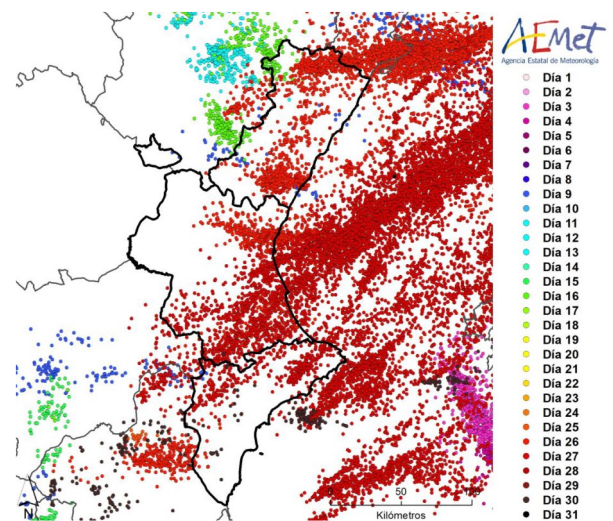 AEMet
Agencia Estatal de Meteorología
Día 1
Día 2
Día 3
Día 4
Día 5
Día 6
Día 7
Día 8
Día 9
Día 10
Día 11
Día 12
Día 13
Día 14
Día 15
Día 16
Día 17
Día 18
Día 19
Día 20
Día 21
Día 22
Día 23
Día 24
Día 25
Día 26
Día 27
Día 28
Día 29
Día 30
Día 31
N
0 50 100
Kilómetros